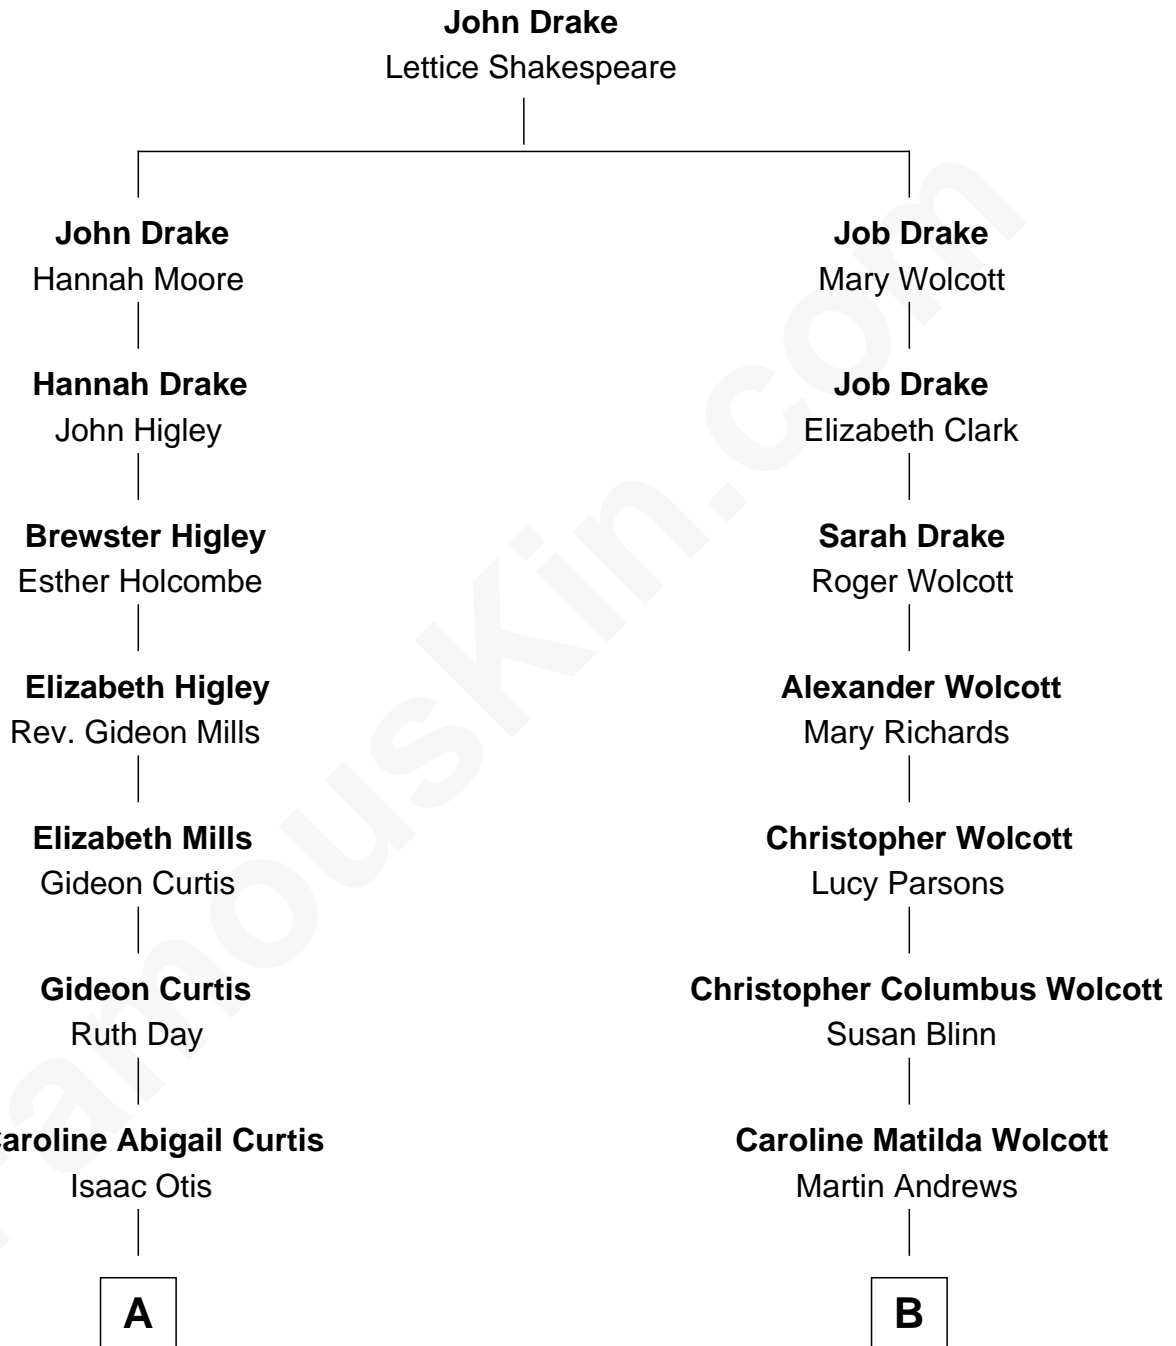 John Drake
Lettice Shakespeare
John Drake
Hannah Moore
Job Drake
Mary Wolcott
Hannah Drake
John Higley
Job Drake
Elizabeth Clark
Brewster Higley
Esther Holcombe
Sarah Drake
Roger Wolcott
Elizabeth Higley
Rev. Gideon Mills
Alexander Wolcott
Mary Richards
Elizabeth Mills
Gideon Curtis
Christopher Wolcott
Lucy Parsons
Gideon Curtis
Ruth Day
Christopher Columbus Wolcott
Susan Blinn
Caroline Abigail Curtis
Isaac Otis
Caroline Matilda Wolcott
Martin Andrews
A
B
FamousKin.com